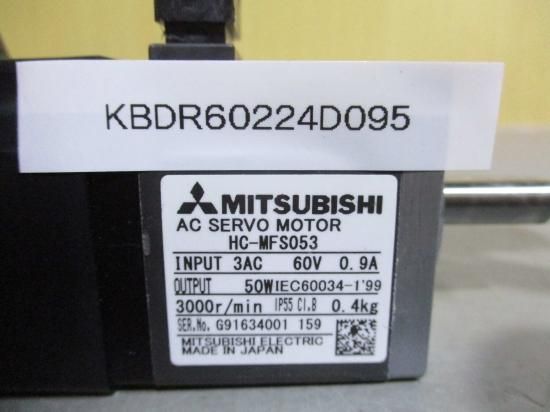 KBDR60224D095
MITSUBISHI
AC SERVO MOTOR
HC-MFS053
INPUT 3AC 60V 0.9A
OUTPUT 50W IEC60034-1'99
3000r/min IP55 CI.B 0.4kg
SER.No. G91634001 159
MITSUBISHI ELECTRIC
MADE IN JAPAN